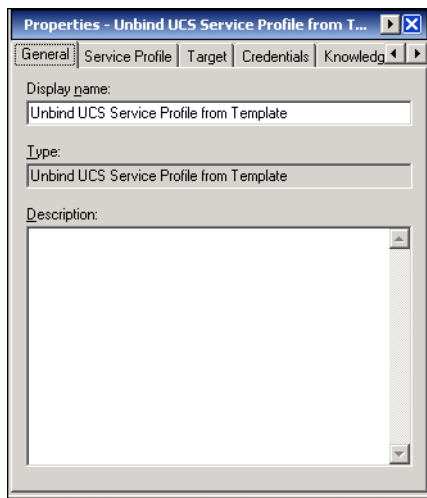 Properties - Unbind UCS Service Profile from T...
General Service Profile Target Credentials Knowledg
Display name:
Unbind UCS Service Profile from Template
Type:
Unbind UCS Service Profile from Template
Description: